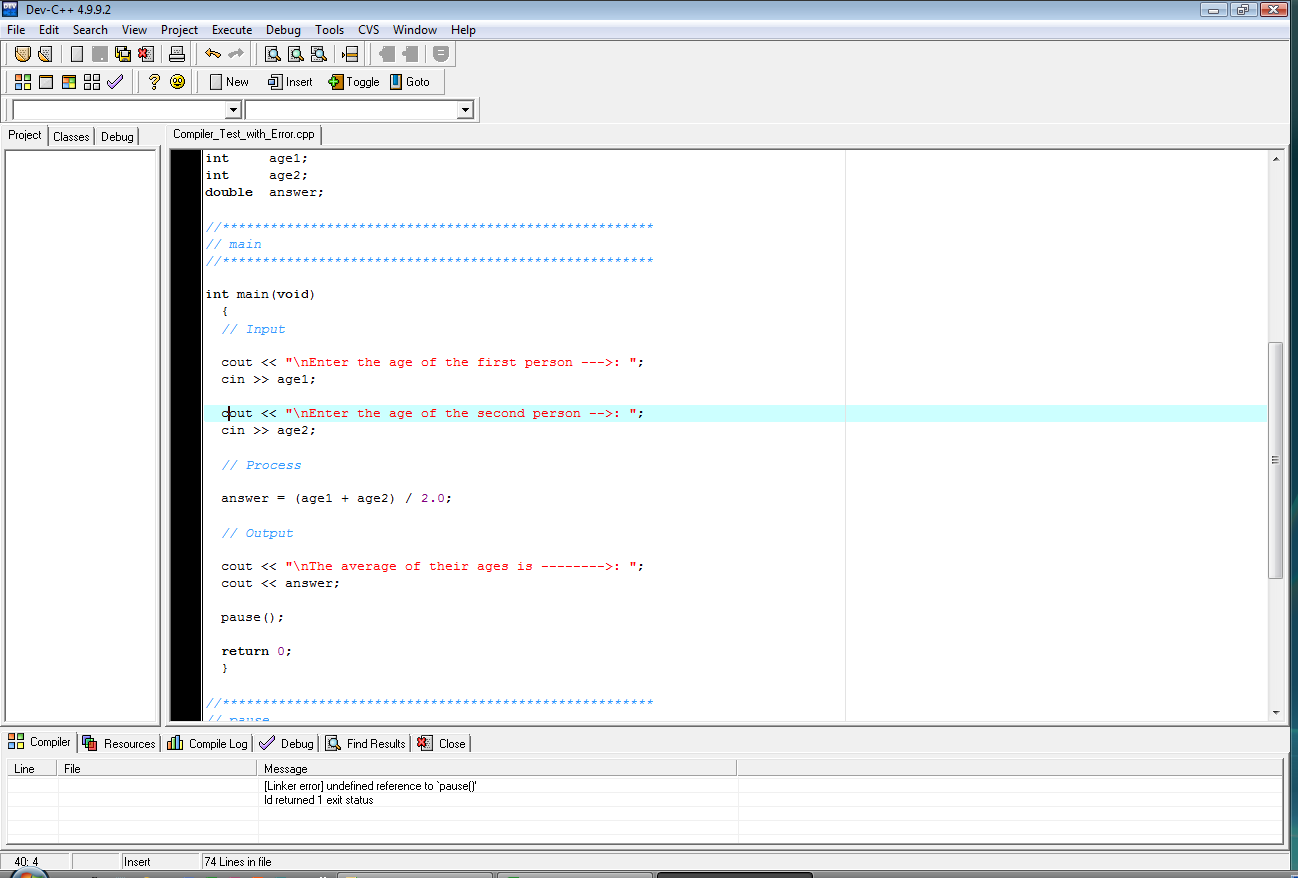 Dev-C++ 4.9.9.2
File Edit Search View Project Execute Debug Tools CVS Window Help
New Insert Toggle Goto
Project Classes Debug
Compiler_Test_with_Error.cpp
int     age1;
int     age2;
double  answer;
//******************************************************
// main
//******************************************************
int main(void)
{
// Input
cout << "\nEnter the age of the first person --->: ";
cin >> age1;
cout << "\nEnter the age of the second person -->: ";
cin >> age2;
// Process
answer = (age1 + age2) / 2.0;
// Output
cout << "\nThe average of their ages is -------->: ";
cout << answer;
pause();
return 0;
}
//******************************************************
// pause
Compiler Resources Compile Log Debug Find Results Close
Line File Message
[Linker error] undefined reference to `pause()'
ld returned 1 exit status
40: 4 Insert 74 Lines in file